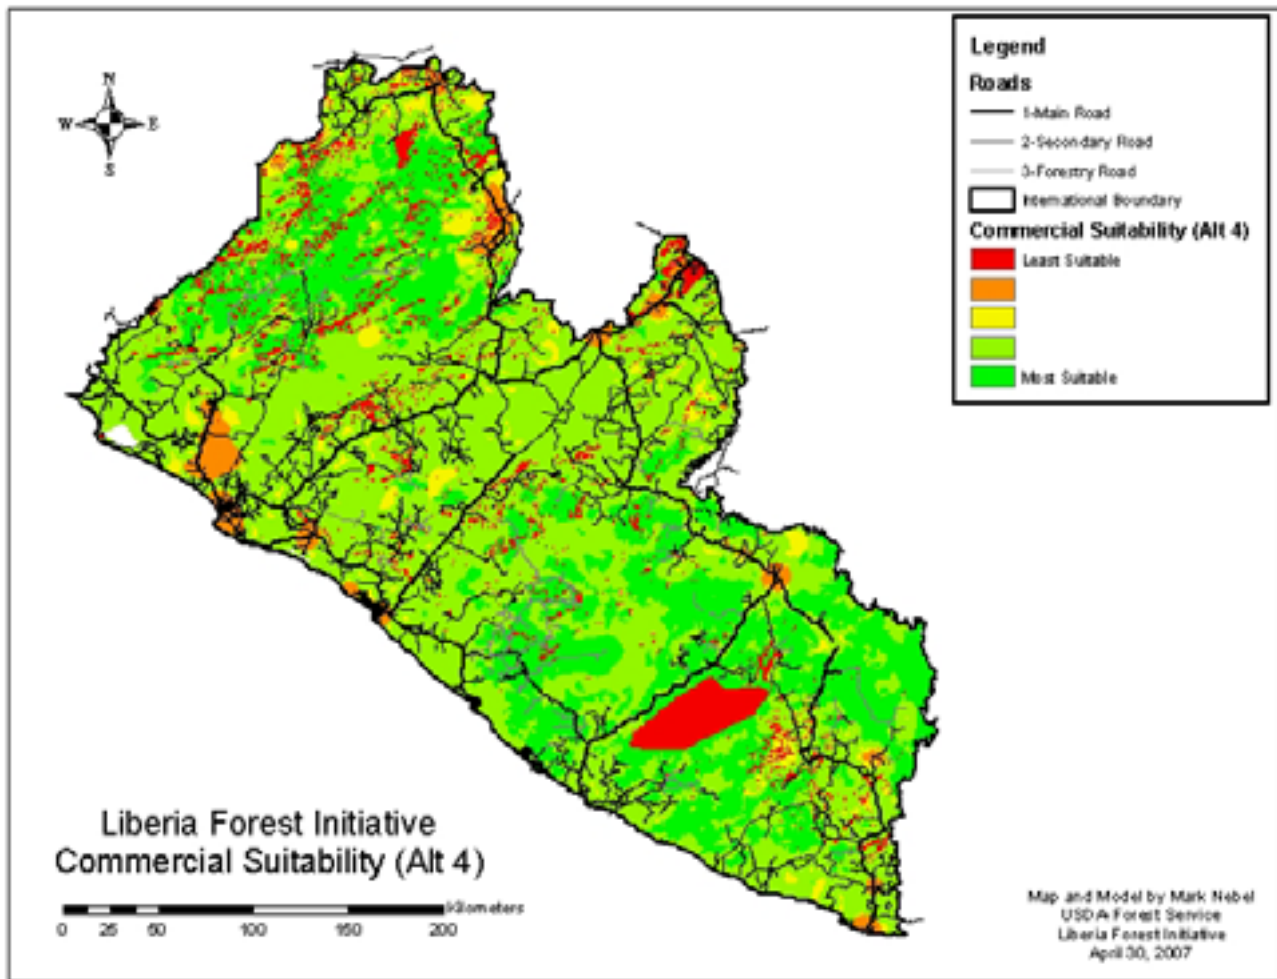 N
W E
S
Legend
Roads
1-Main Road
2-Secondary Road
3-Forestry Road
International Boundary
Commercial Suitability (Alt 4)
Least Suitable
Most Suitable
Liberia Forest Initiative
Commercial Suitability (Alt 4)
Kilometers
0 25 50 100 150 200
Map and Model by Mark Nebel
USDA Forest Service
Liberia Forest Initiative
April 30, 2007